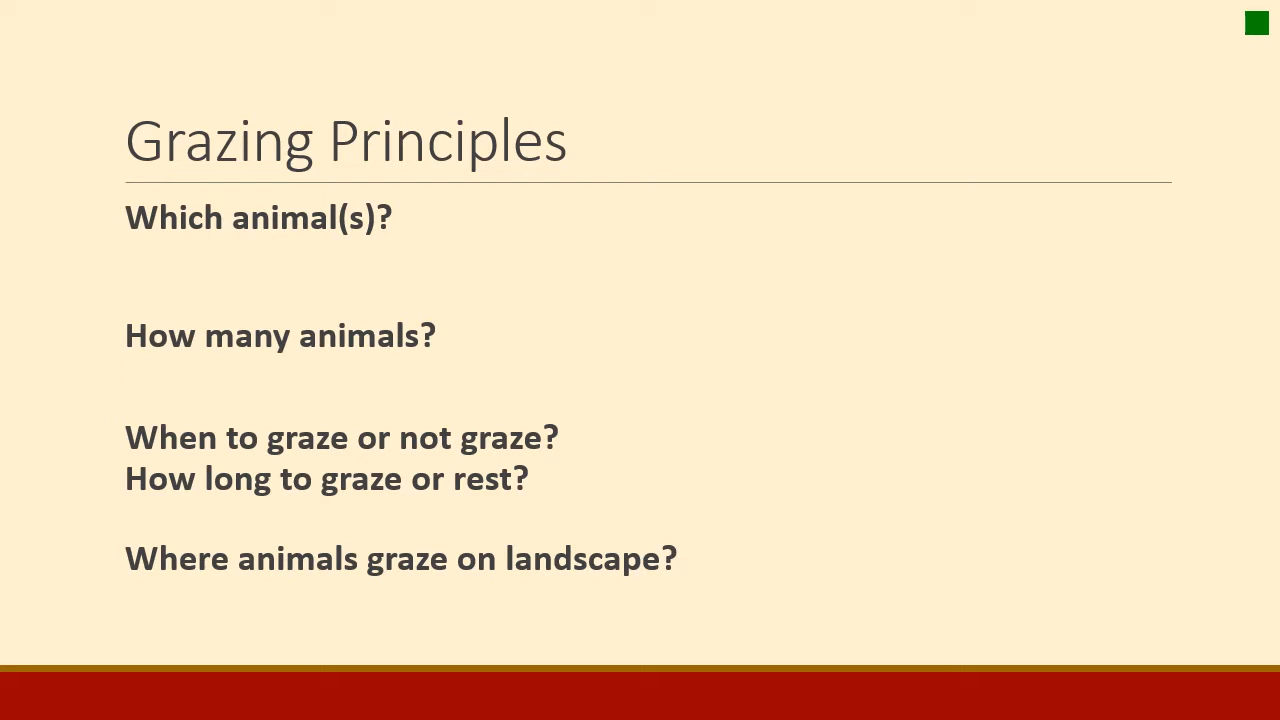 Grazing Principles
Which animal(s)?
How many animals?
When to graze or not graze?
How long to graze or rest?
Where animals graze on landscape?